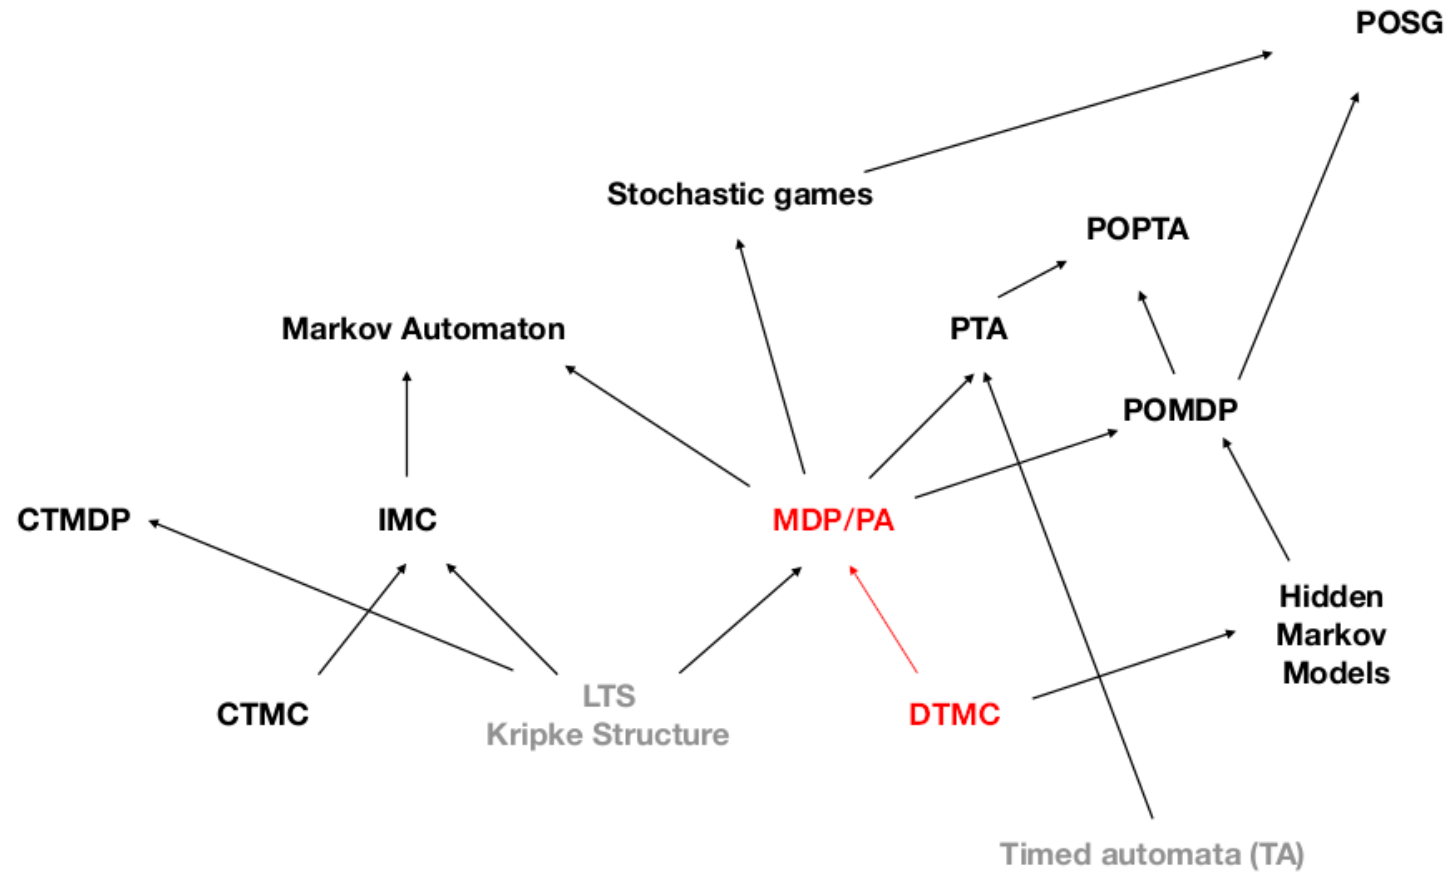 POSG
Stochastic games
POPTA
Markov Automaton
PTA
POMDP
CTMDP
IMC
MDP/PA
Hidden
Markov
Models
LTS
Kripke Structure
CTMC
DTMC
Timed automata (TA)